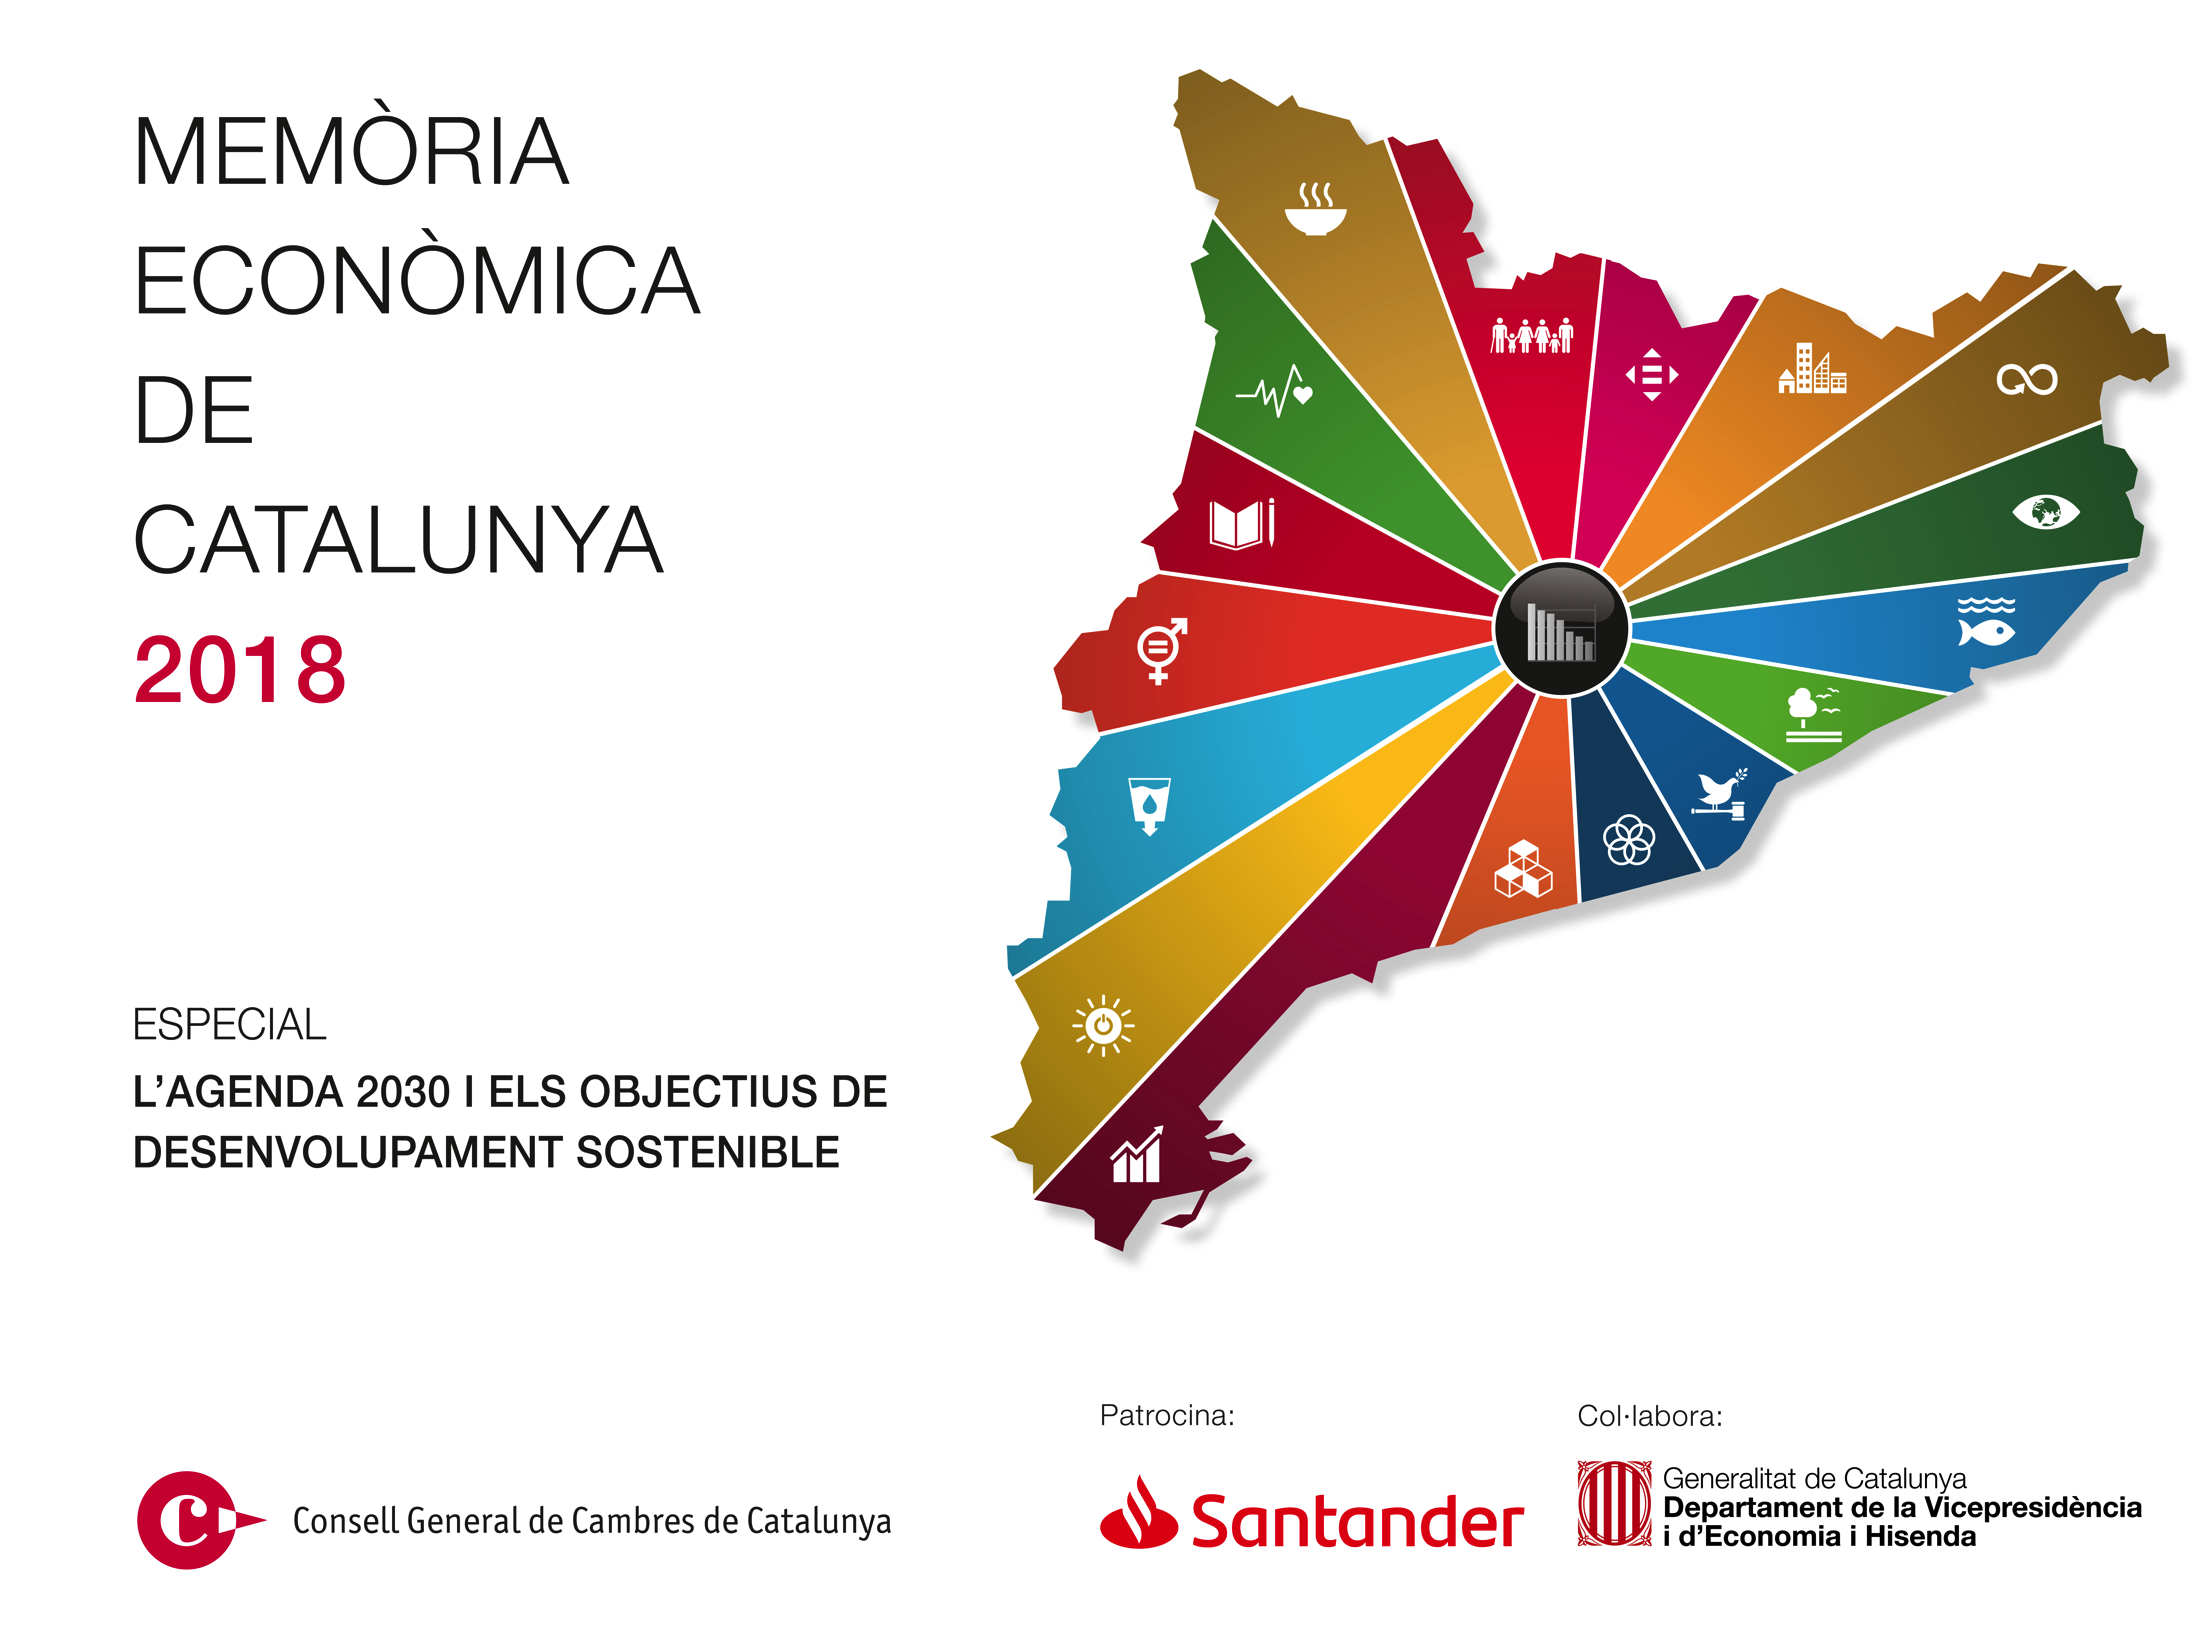 MEMÒRIA
ECONÒMICA
DE
CATALUNYA
2018
ESPECIAL
L’AGENDA 2030 I ELS OBJECTIUS DE
DESENVOLUPAMENT SOSTENIBLE
C
Consell General de Cambres de Catalunya
Patrocina:
Santander
Col·labora:
Generalitat de Catalunya
Departament de la Vicepresidència
i d’Economia i Hisenda